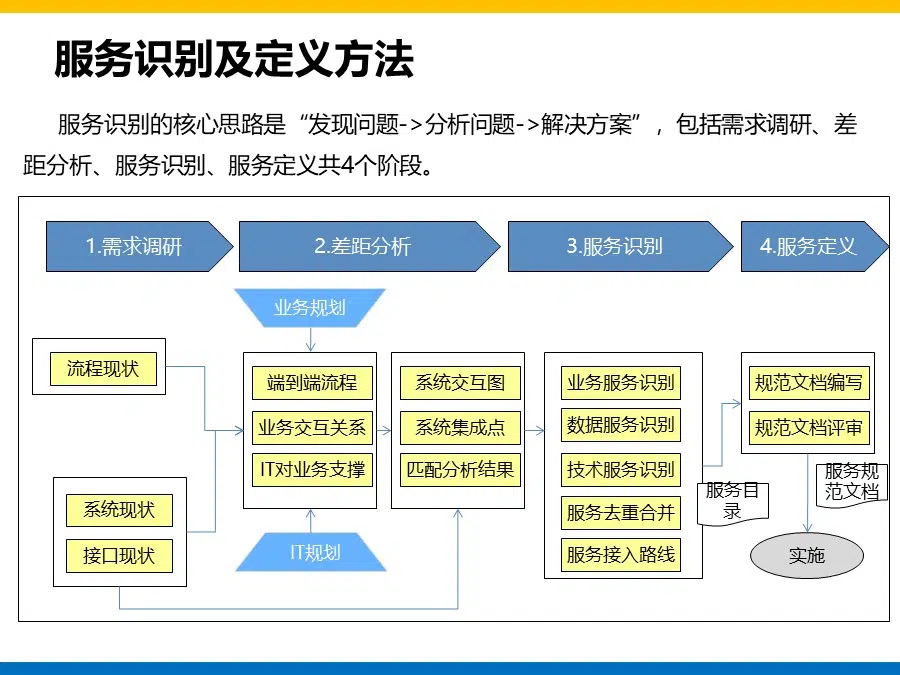 服务识别及定义方法
服务识别的核心思路是“发现问题->分析问题->解决方案”，包括需求调研、差
距分析、服务识别、服务定义共4个阶段。
1.需求调研
2.差距分析
3.服务识别
4.服务定义
业务规划
流程现状
端到端流程
业务交互关系
IT对业务支撑
系统交互图
系统集成点
匹配分析结果
业务服务识别
数据服务识别
技术服务识别
服务去重合并
服务接入路线
规范文档编写
规范文档评审
服务目
录
服务规
范文档
系统现状
接口现状
IT规划
实施